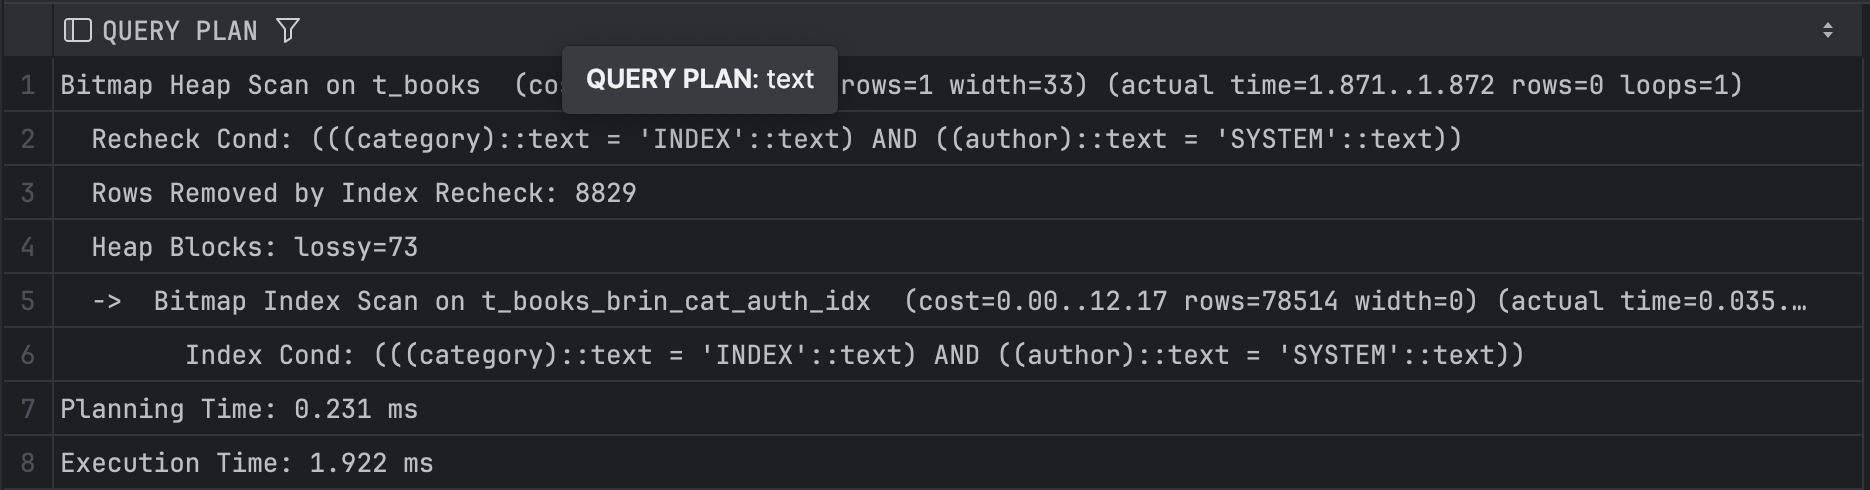 QUERY PLAN
QUERY PLAN: text
1 Bitmap Heap Scan on t_books (co rows=1 width=33) (actual time=1.871..1.872 rows=0 loops=1)
2 Recheck Cond: (((category)::text = 'INDEX'::text) AND ((author)::text = 'SYSTEM'::text))
3 Rows Removed by Index Recheck: 8829
4 Heap Blocks: lossy=73
5 -> Bitmap Index Scan on t_books_brin_cat_auth_idx (cost=0.00..12.17 rows=78514 width=0) (actual time=0.035.…
6 Index Cond: (((category)::text = 'INDEX'::text) AND ((author)::text = 'SYSTEM'::text))
7 Planning Time: 0.231 ms
8 Execution Time: 1.922 ms